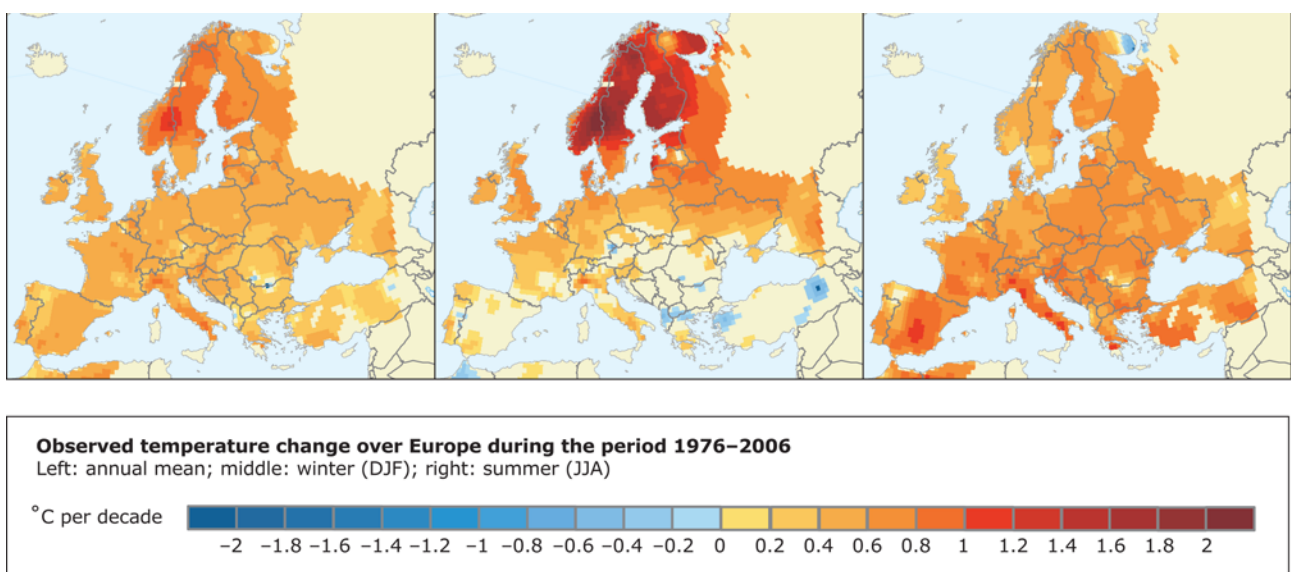 Observed temperature change over Europe during the period 1976–2006
Left: annual mean; middle: winter (DJF); right: summer (JJA)
°C per decade
−2 −1.8 −1.6 −1.4 −1.2 −1 −0.8 −0.6 −0.4 −0.2 0 0.2 0.4 0.6 0.8 1 1.2 1.4 1.6 1.8 2